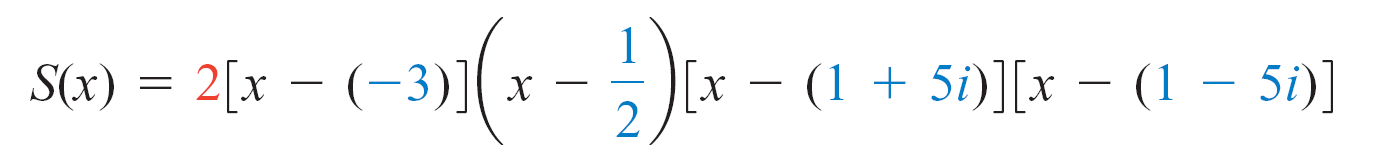 S(x) = 2[x − (−3)](x − 1/2)[x − (1 + 5i)][x − (1 − 5i)]